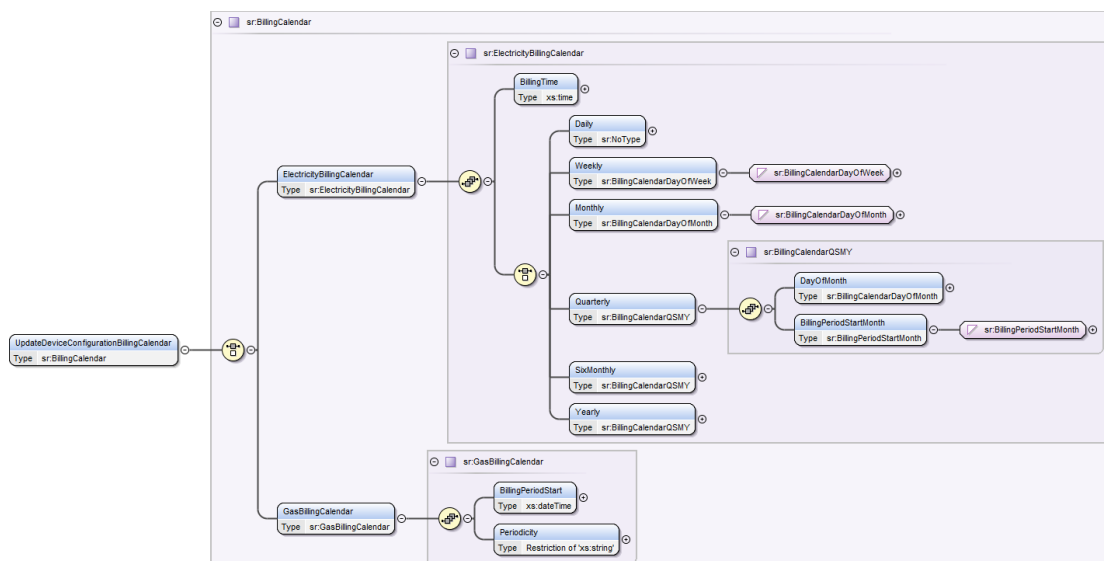 sr:BillingCalendar
sr:ElectricityBillingCalendar
BillingTime
Type xs:time
Daily
Type sr:NoType
Weekly
Type sr:BillingCalendarDayOfWeek
sr:BillingCalendarDayOfWeek
Monthly
Type sr:BillingCalendarDayOfMonth
sr:BillingCalendarDayOfMonth
ElectricityBillingCalendar
Type sr:ElectricityBillingCalendar
sr:BillingCalendarQSMY
DayOfMonth
Type sr:BillingCalendarDayOfMonth
Quarterly
Type sr:BillingCalendarQSMY
BillingPeriodStartMonth
Type sr:BillingPeriodStartMonth
sr:BillingPeriodStartMonth
UpdateDeviceConfigurationBillingCalendar
Type sr:BillingCalendar
SixMonthly
Type sr:BillingCalendarQSMY
Yearly
Type sr:BillingCalendarQSMY
sr:GasBillingCalendar
BillingPeriodStart
Type xs:dateTime
GasBillingCalendar
Type sr:GasBillingCalendar
Periodicity
Type Restriction of 'xs:string'